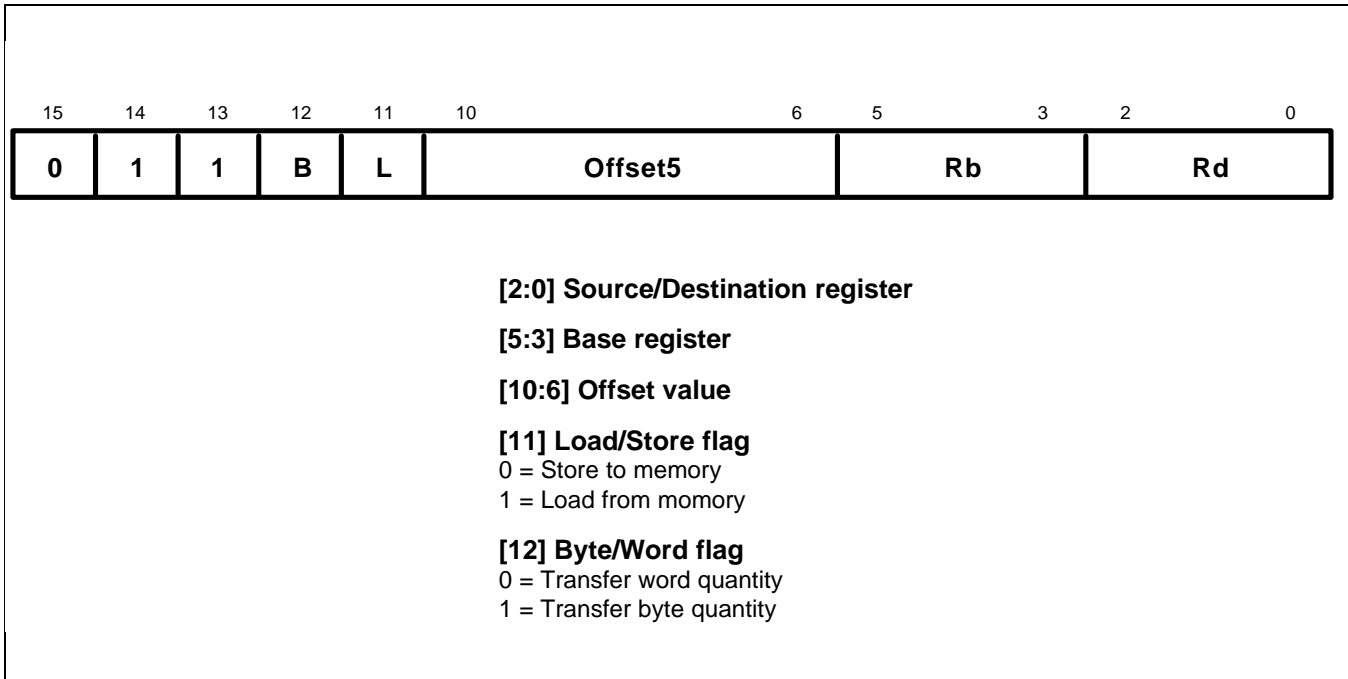 15 14 13 12 11 10 6 5 3 2 0
0 1 1 B L Offset5 Rb Rd
[2:0] Source/Destination register
[5:3] Base register
[10:6] Offset value
[11] Load/Store flag
0 = Store to memory
1 = Load from momory
[12] Byte/Word flag
0 = Transfer word quantity
1 = Transfer byte quantity